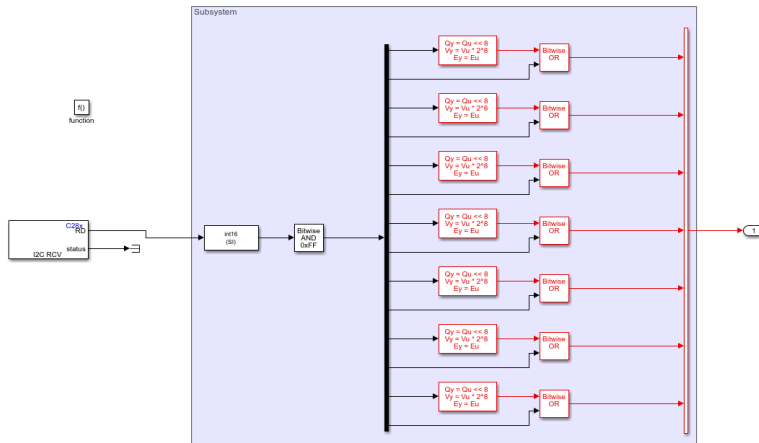 Subsystem
Qy = Qu << 8
Vy = Vu * 2^8
Ey = Eu
Bitwise
OR
Qy = Qu << 8
Vy = Vu * 2^8
Ey = Eu
Bitwise
OR
f()
function
Qy = Qu << 8
Vy = Vu * 2^8
Ey = Eu
Bitwise
OR
C28x
RD
status
I2C RCV
int16
(SI)
Bitwise
AND
0xFF
Qy = Qu << 8
Vy = Vu * 2^8
Ey = Eu
Bitwise
OR
1
Qy = Qu << 8
Vy = Vu * 2^8
Ey = Eu
Bitwise
OR
Qy = Qu << 8
Vy = Vu * 2^8
Ey = Eu
Bitwise
OR
Qy = Qu << 8
Vy = Vu * 2^8
Ey = Eu
Bitwise
OR